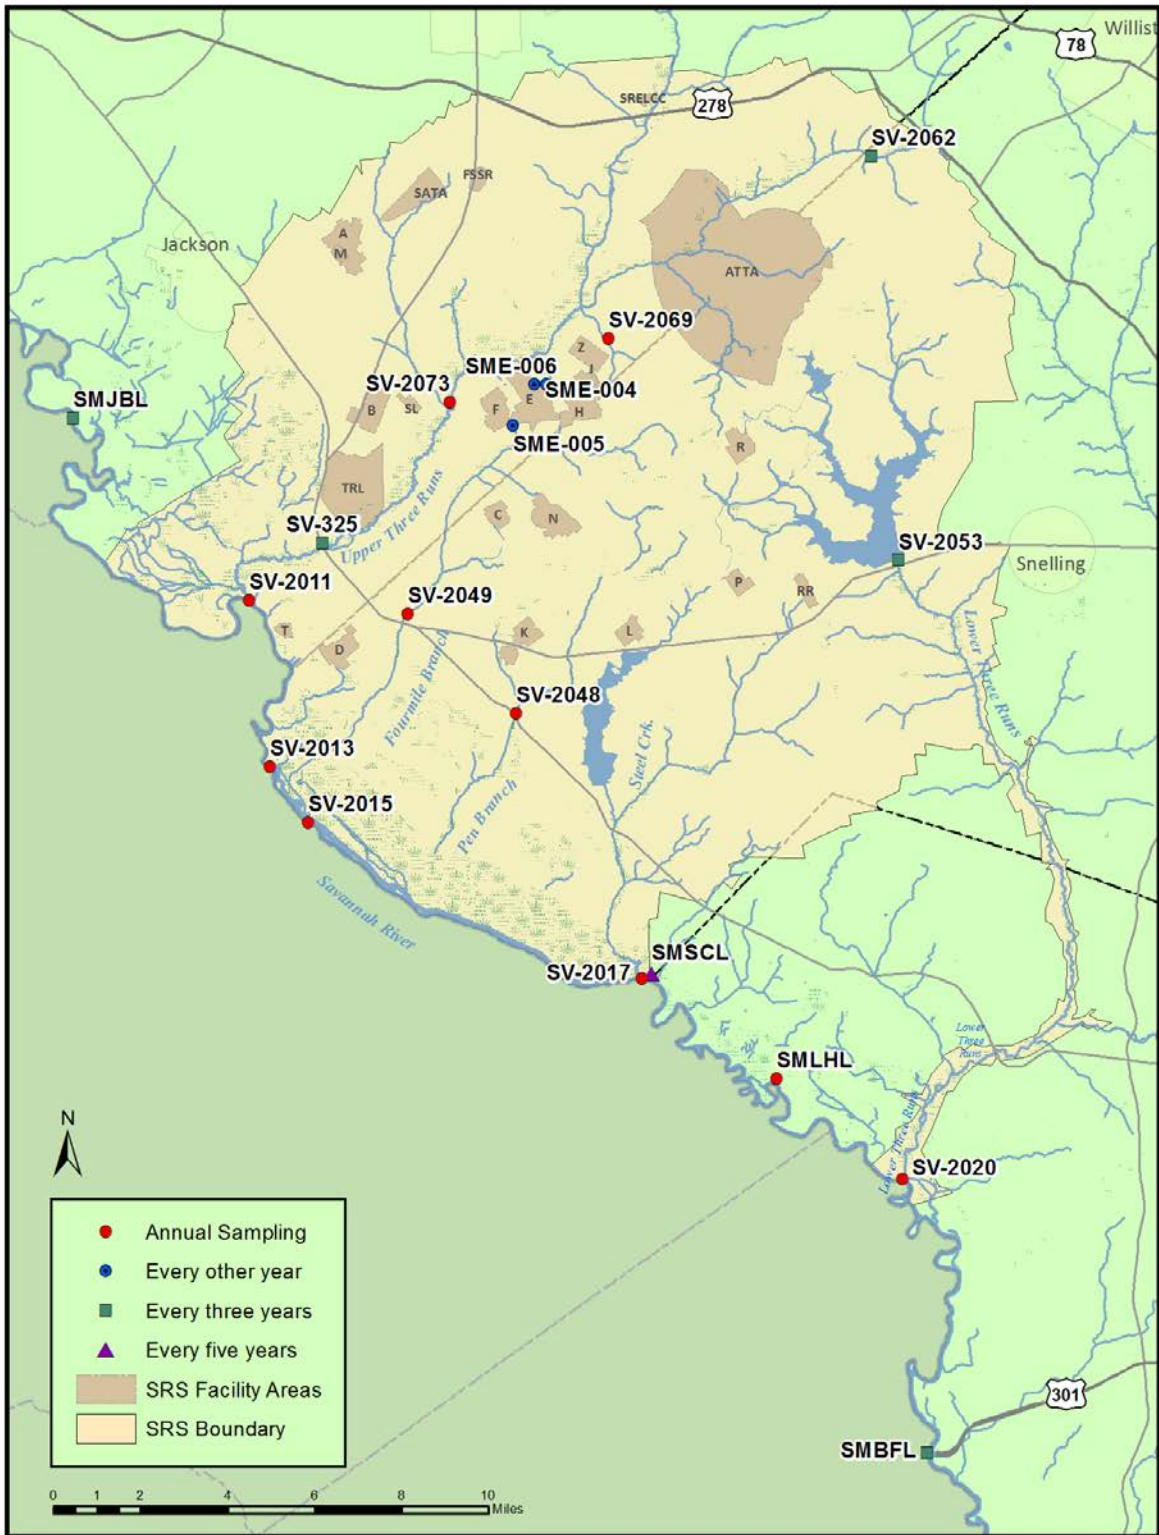 Willist
78
SRELCC
278
SV-2062
FSSR
SATA
A
M
Jackson
ATTA
SV-2069
Z
SME-006
J
SV-2073
SME-004
E
SMJBL
B
SL
F
H
SME-005
R
TRL
Upper Three Runs
C
N
SV-325
SV-2053
Snelling
SV-2011
P
RR
SV-2049
T
K
L
D
Lower Three Runs
Fourmile Branch
SV-2048
SV-2013
Steel Crk.
SV-2015
Pen Branch
Savannah River
SMSCL
SV-2017
Lower
Three
Runs
SMLHL
Lower Three Runs
SV-2020
N
Annual Sampling
Every other year
Every three years
Every five years
SRS Facility Areas
SRS Boundary
301
SMBFL
0 1 2 4 6 8 10
Miles